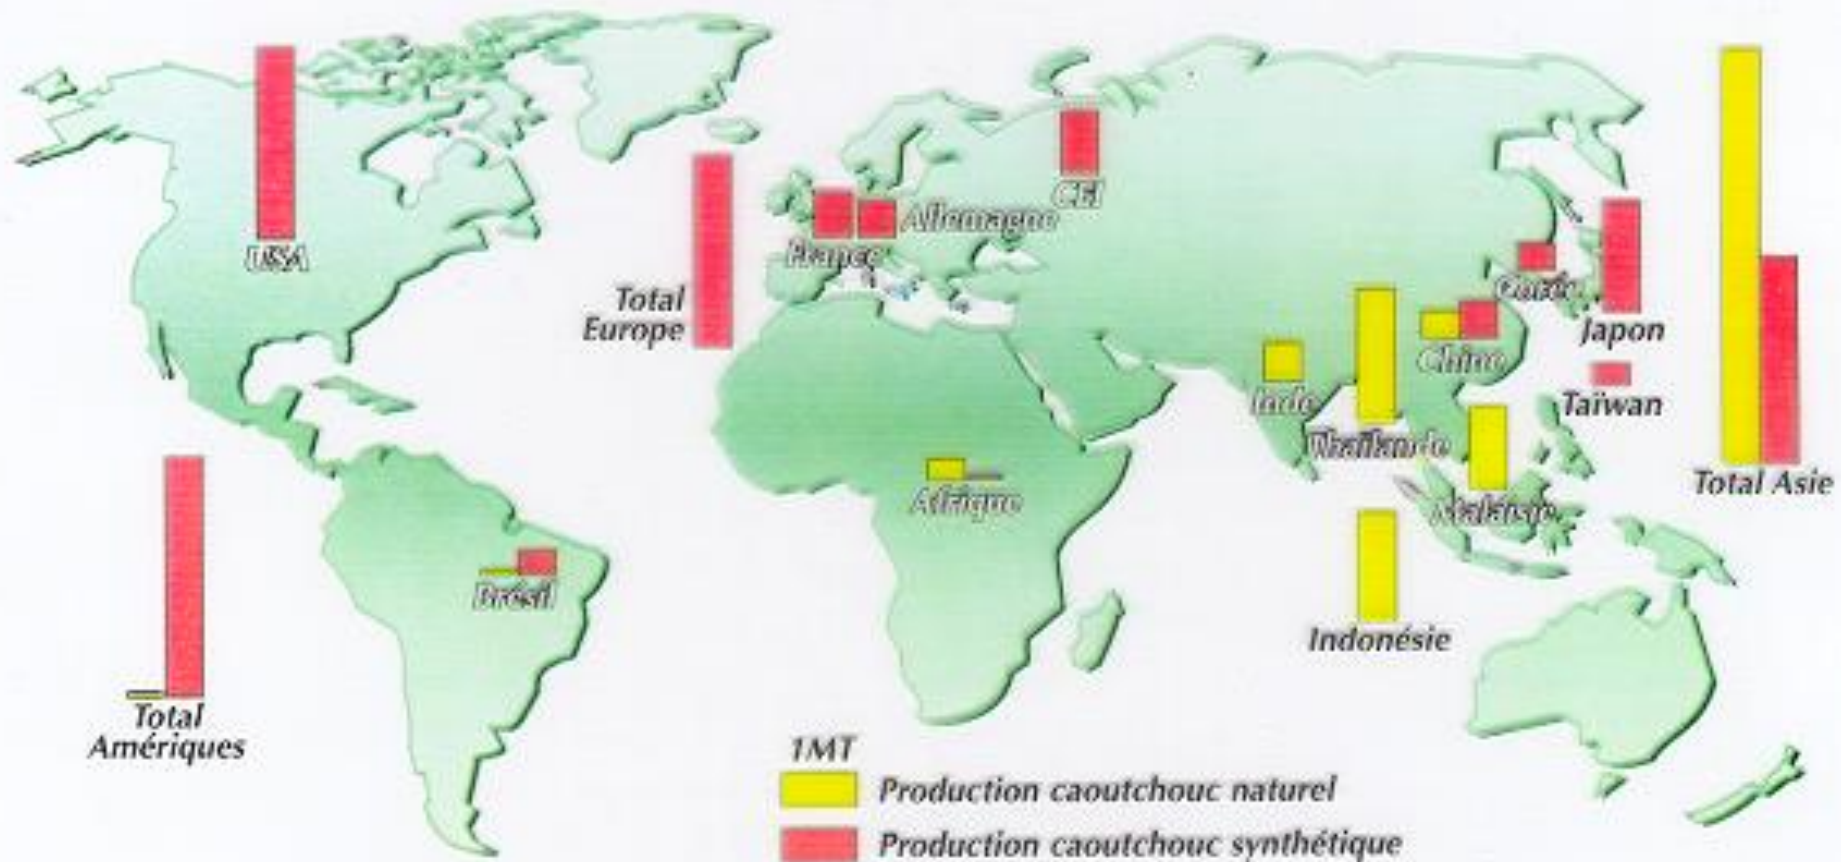 USA
CEI
Allemagne
France
Total
Europe
Corée
Japon
Chine
Inde
Taïwan
Thaïlande
Total Asie
Afrique
Malaisie
Brésil
Indonésie
Total
Amériques
1MT
Production caoutchouc naturel
Production caoutchouc synthétique